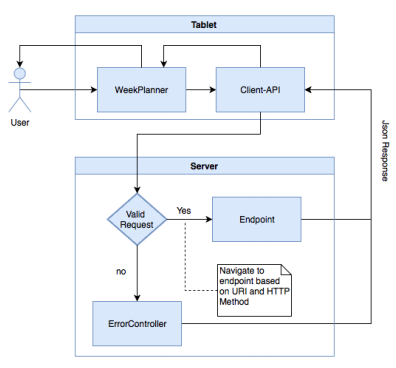 Tablet
WeekPlanner
Client-API
User
Json Response
Server
Valid
Request
Yes
Endpoint
no
Navigate to
endpoint based
on URI and HTTP
Method
ErrorController